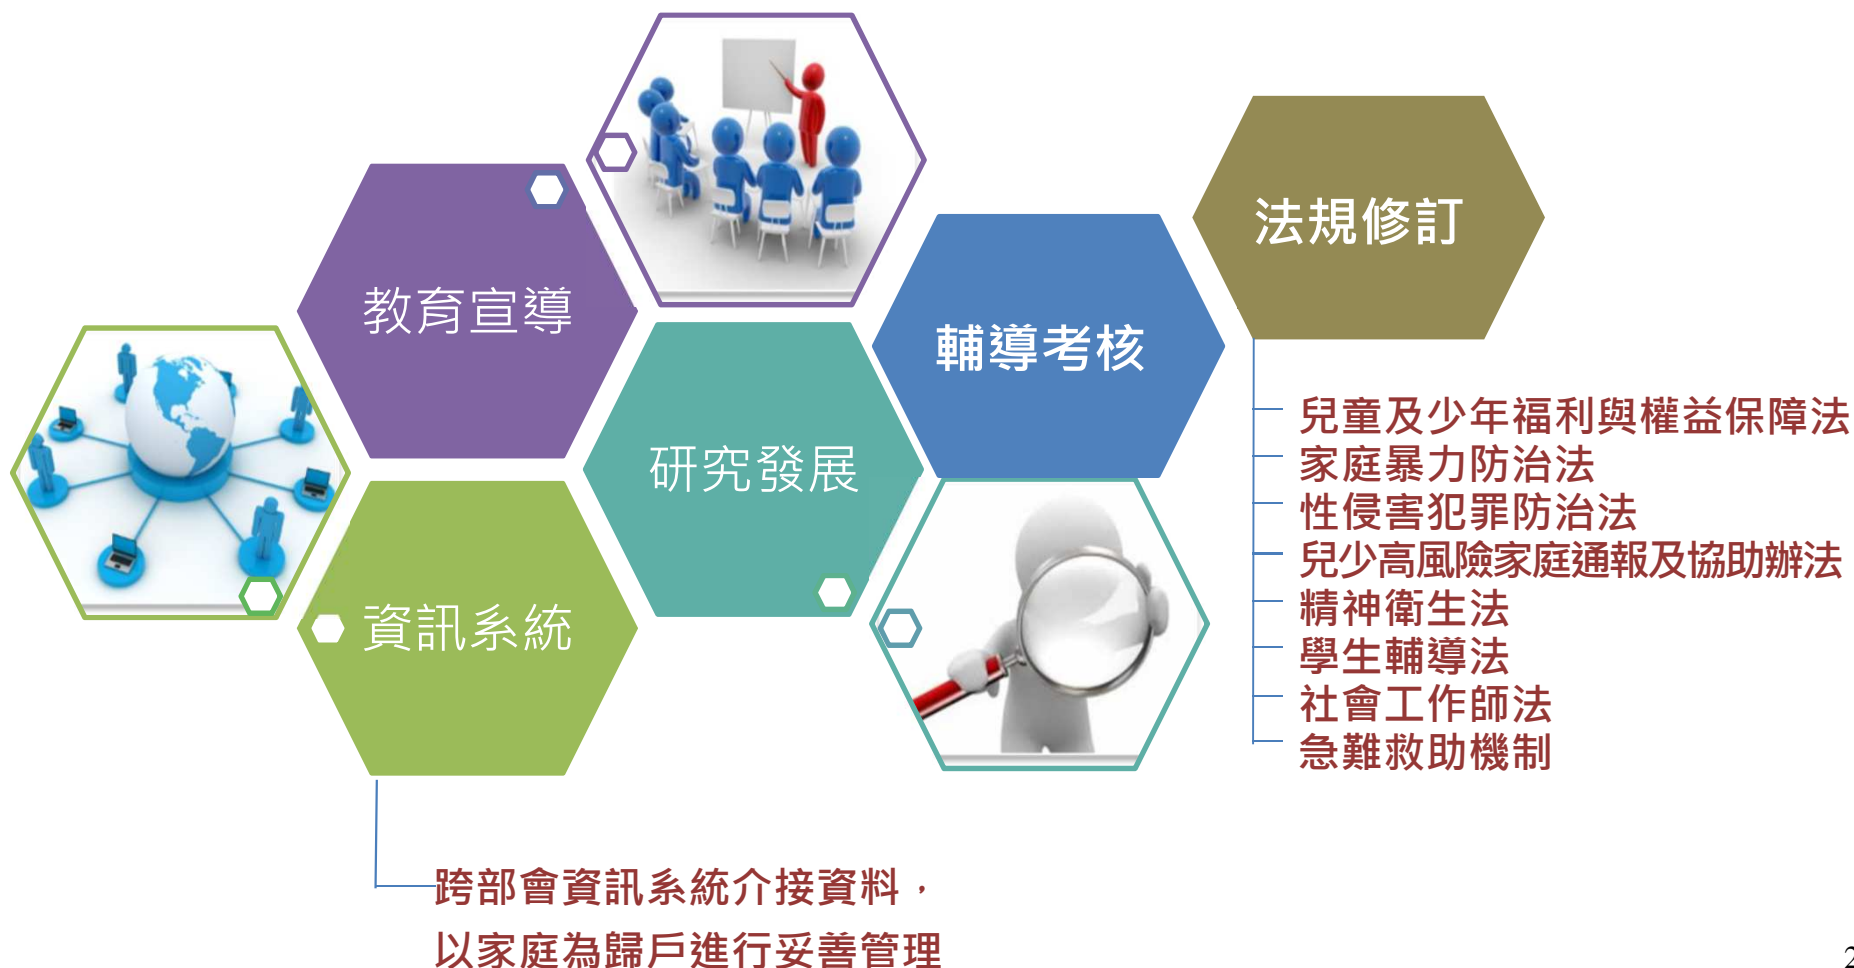 教育宣導
法規修訂
輔導考核
研究發展
資訊系統
兒童及少年福利與權益保障法
家庭暴力防治法
性侵害犯罪防治法
兒少高風險家庭通報及協助辦法
精神衛生法
學生輔導法
社會工作師法
急難救助機制
跨部會資訊系統介接資料，
以家庭為歸戶進行妥善管理